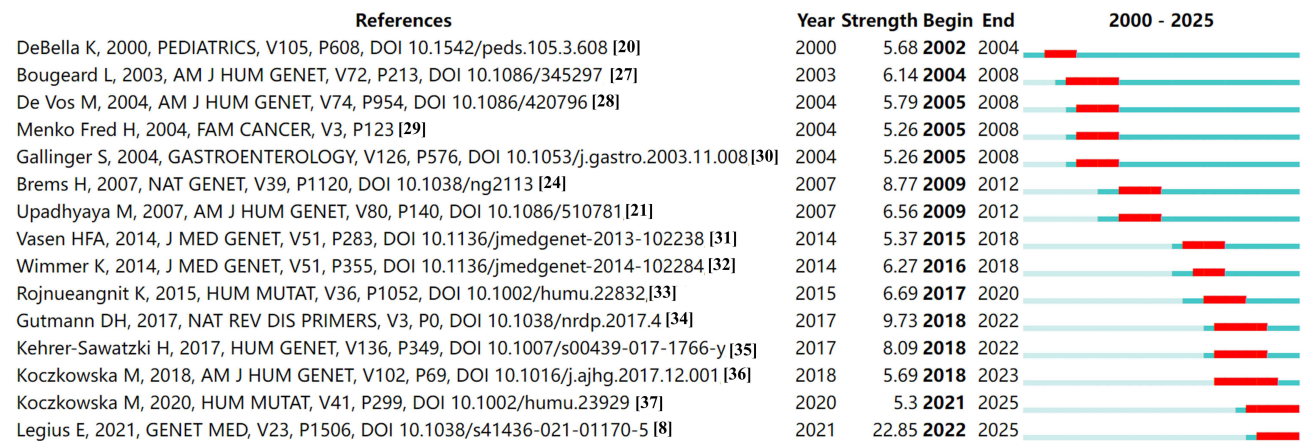 References Year Strength Begin End 2000 - 2025
DeBella K, 2000, PEDIATRICS, V105, P608, DOI 10.1542/peds.105.3.608 [20] 2000 5.68 2002 2004
Bougeard L, 2003, AM J HUM GENET, V72, P213, DOI 10.1086/345297 [27] 2003 6.14 2004 2008
De Vos M, 2004, AM J HUM GENET, V74, P954, DOI 10.1086/420796 [28] 2004 5.79 2005 2008
Menko Fred H, 2004, FAM CANCER, V3, P123 [29] 2004 5.26 2005 2008
Gallinger S, 2004, GASTROENTEROLOGY, V126, P576, DOI 10.1053/j.gastro.2003.11.008 [30] 2004 5.26 2005 2008
Brems H, 2007, NAT GENET, V39, P1120, DOI 10.1038/ng2113 [24] 2007 8.77 2009 2012
Upadhyaya M, 2007, AM J HUM GENET, V80, P140, DOI 10.1086/510781 [21] 2007 6.56 2009 2012
Vasen HFA, 2014, J MED GENET, V51, P283, DOI 10.1136/jmedgenet-2013-102238 [31] 2014 5.37 2015 2018
Wimmer K, 2014, J MED GENET, V51, P355, DOI 10.1136/jmedgenet-2014-102284 [32] 2014 6.27 2016 2018
Rojnueangnit K, 2015, HUM MUTAT, V36, P1052, DOI 10.1002/humu.22832 [33] 2015 6.69 2017 2020
Gutmann DH, 2017, NAT REV DIS PRIMERS, V3, P0, DOI 10.1038/nrdp.2017.4 [34] 2017 9.73 2018 2022
Kehrer-Sawatzki H, 2017, HUM GENET, V136, P349, DOI 10.1007/s00439-017-1766-y [35] 2017 8.09 2018 2022
Koczkowska M, 2018, AM J HUM GENET, V102, P69, DOI 10.1016/j.ajhg.2017.12.001 [36] 2018 5.69 2018 2023
Koczkowska M, 2020, HUM MUTAT, V41, P299, DOI 10.1002/humu.23929 [37] 2020 5.3 2021 2025
Legius E, 2021, GENET MED, V23, P1506, DOI 10.1038/s41436-021-01170-5 [8] 2021 22.85 2022 2025